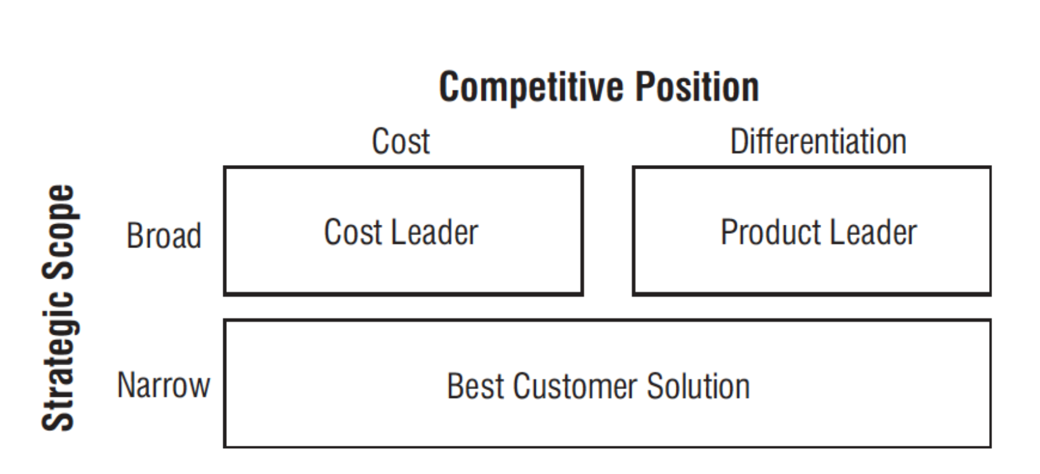 Competitive Position
Cost Differentiation
Strategic Scope
Broad Cost Leader Product Leader
Narrow Best Customer Solution